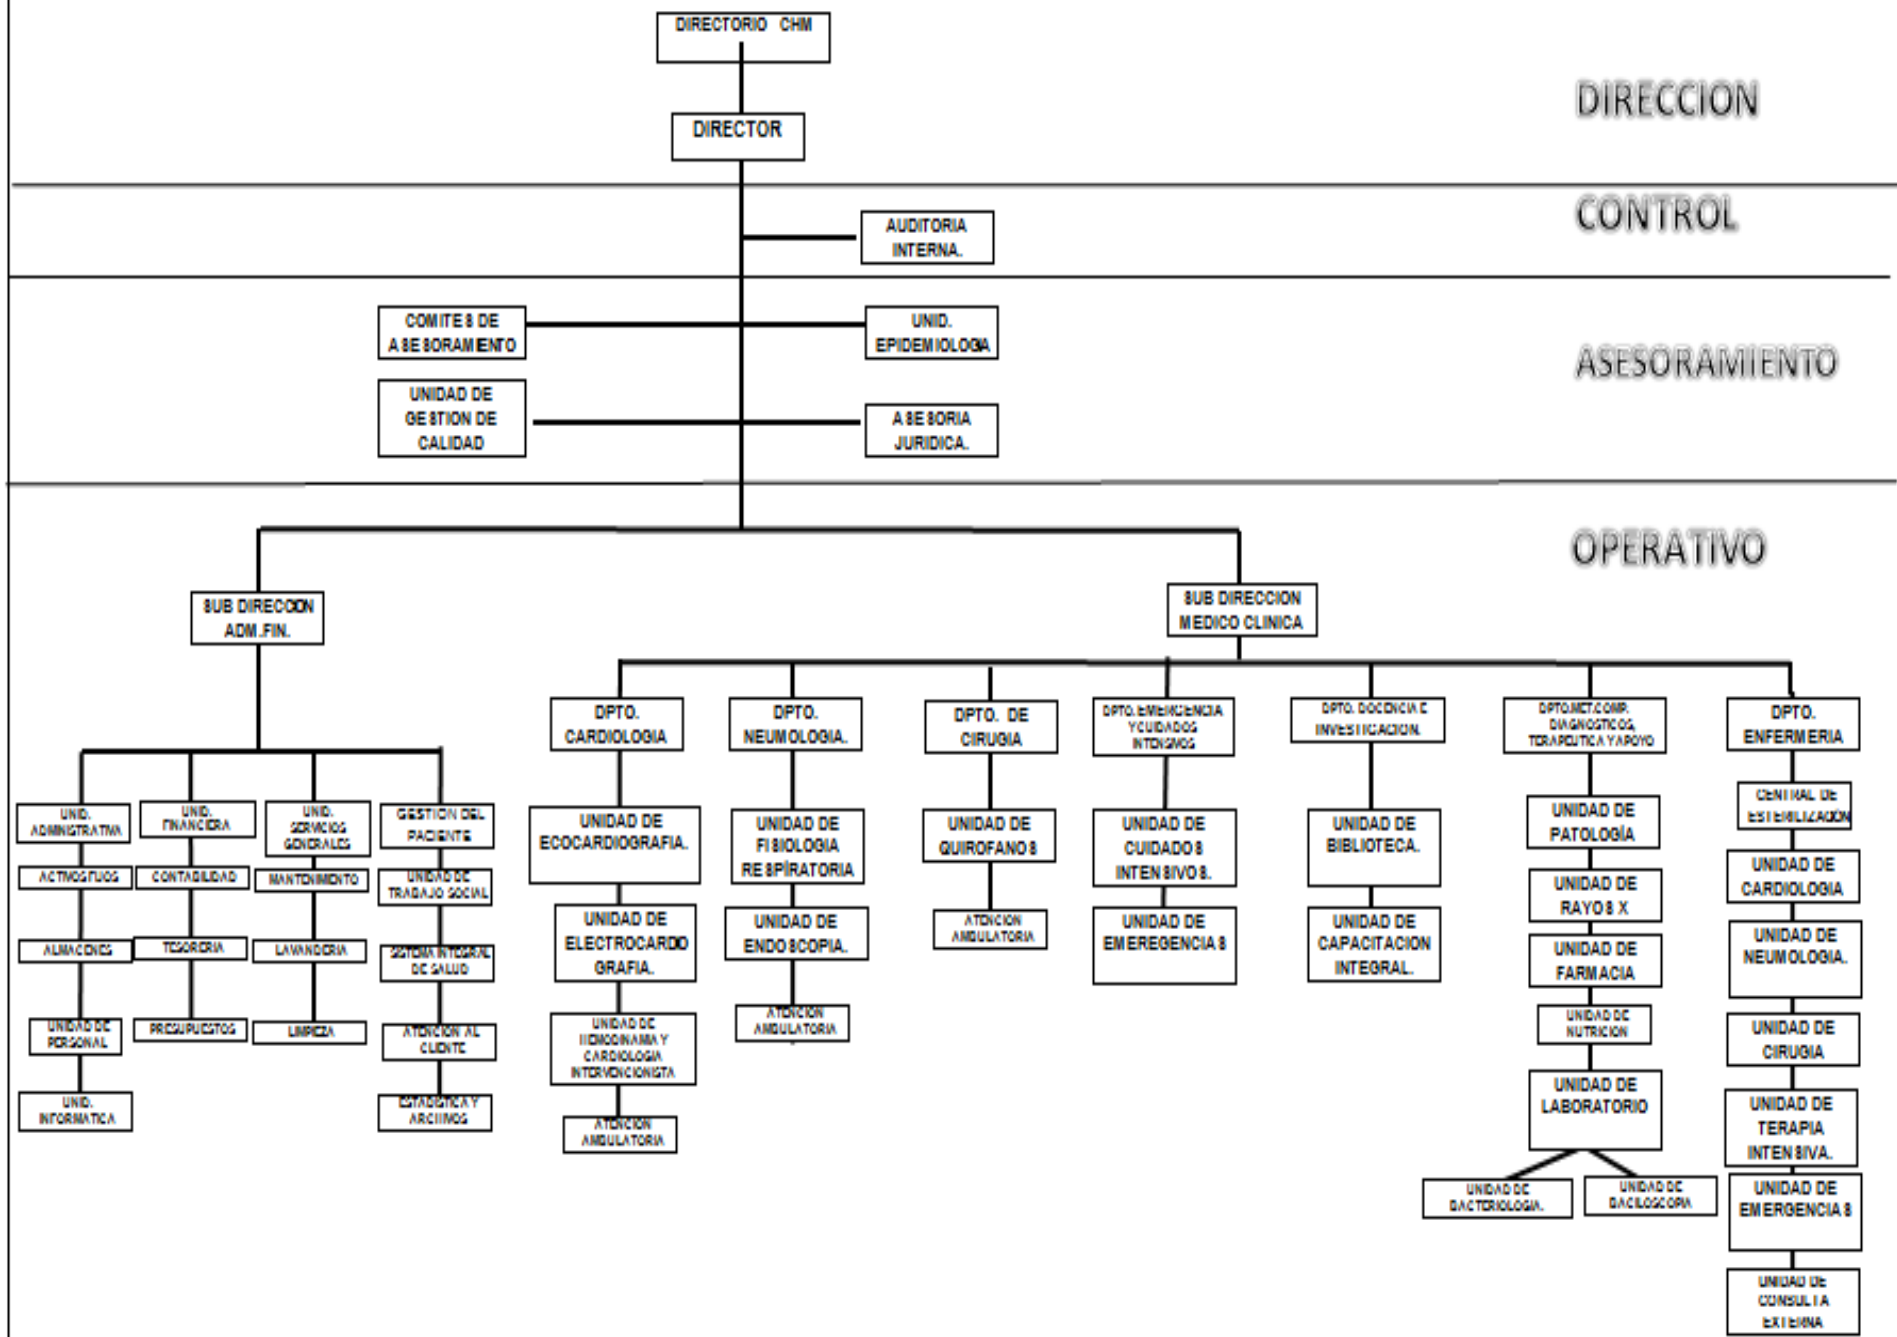 DIRECTORIO CHM
DIRECCION
DIRECTOR
CONTROL
AUDITORIA
INTERNA.
COMITES DE
ASESORAMIENTO
UNID.
EPIDEMIOLOGIA
ASESORAMIENTO
UNIDAD DE
GESTION DE
CALIDAD
ASESORIA
JURIDICA.
OPERATIVO
SUB DIRECCION
ADM.FIN.
SUB DIRECCION
MEDICO CLINICA
UNID.
ADMINISTRATIVA
ACTIVOS FIJOS
ALMACENES
UNIDAD DE
PERSONAL
UNID.
INFORMATICA
UNID.
FINANCIERA
CONTABILIDAD
TESORERIA
PRESUPUESTOS
UNID.
SERVICIOS
GENERALES
MANTENIMIENTO
LAVANDERIA
LIMPIEZA
GESTION DEL
PACIENTE
UNIDAD DE
TRABAJO SOCIAL
SISTEMA INTEGRAL
DE SALUD
ATENCION AL
CLIENTE
ESTADISTICA Y
ARCHIVOS
DPTO.
CARDIOLOGIA
UNIDAD DE
ECOCARDIOGRAFIA.
UNIDAD DE
ELECTROCARDO
GRAFIA.
UNIDAD DE
HEMODINAMIA Y
CARDIOLOGIA
INTERVENCIONISTA
ATENCION
AMBULATORIA
DPTO.
NEUMOLOGIA.
UNIDAD DE
FISIOLOGIA
RESPÍRATORIA
UNIDAD DE
ENDOSCOPIA.
ATENCION
AMBULATORIA
DPTO. DE
CIRUGIA
UNIDAD DE
QUIROFANOS
ATENCION
AMBULATORIA
DPTO. EMERGENCIA
Y CUIDADOS
INTENSIVOS
UNIDAD DE
CUIDADOS
INTENSIVOS.
UNIDAD DE
EMEREGENCIAS
DPTO. DOCENCIA E
INVESTIGACION.
UNIDAD DE
BIBLIOTECA.
UNIDAD DE
CAPACITACION
INTEGRAL.
DPTO.MET.COMP.
DIAGNOSTICOS,
TERAPEUTICA Y APOYO
UNIDAD DE
PATOLOGÍA
UNIDAD DE
RAYOS X
UNIDAD DE
FARMACIA
UNIDAD DE
NUTRICION
UNIDAD DE
LABORATORIO
UNIDAD DE
BACTERIOLOGIA.
UNIDAD DE
BACILOSCOPIA
DPTO.
ENFERMERIA
CENTRAL DE
ESTERILIZACIÓN
UNIDAD DE
CARDIOLOGIA
UNIDAD DE
NEUMOLOGIA.
UNIDAD DE
CIRUGIA
UNIDAD DE
TERAPIA
INTENSIVA.
UNIDAD DE
EMERGENCIAS
UNIDAD DE
CONSULTA
EXTERNA